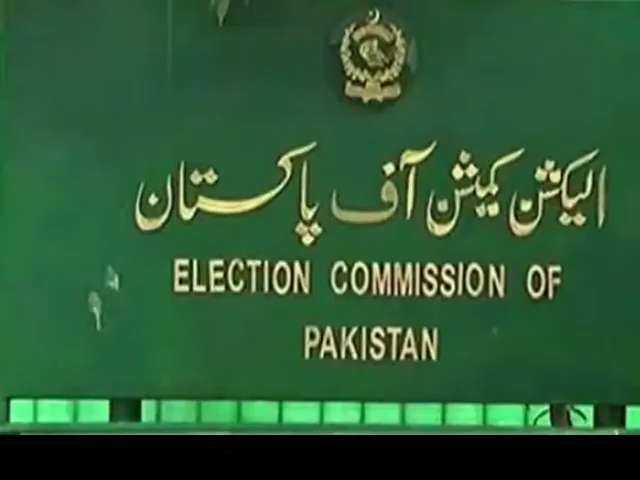 الیکشن کمیشن آف پاکستان
ELECTION COMMISSION OF
PAKISTAN